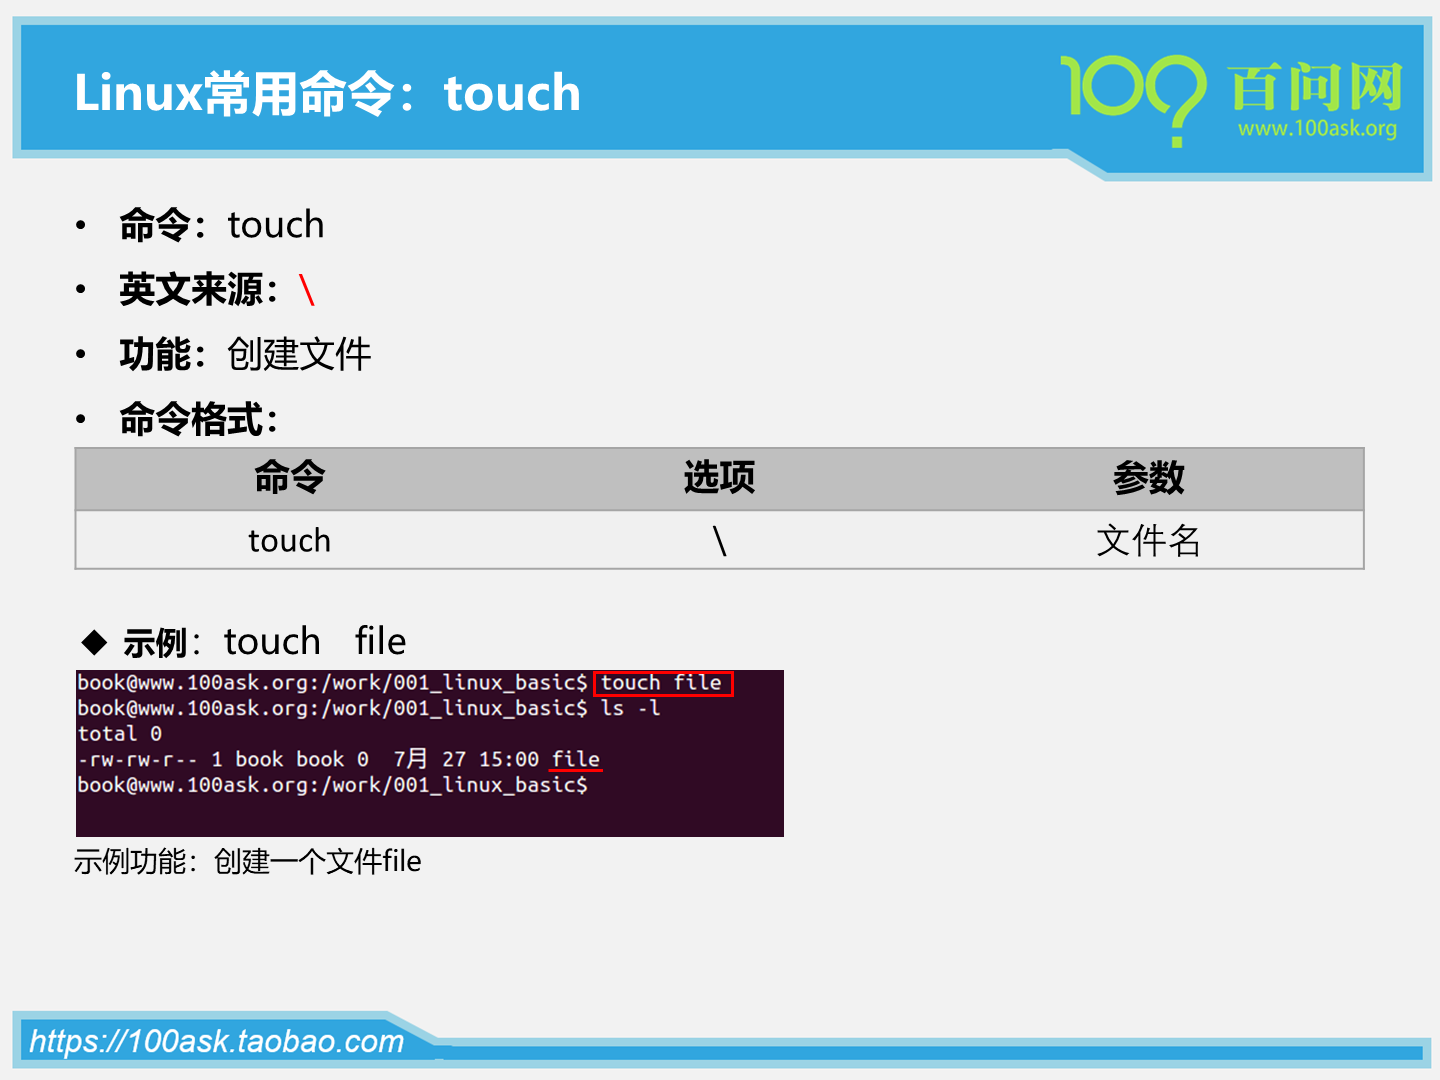 Linux常用命令：touch
100?
百问网
www.100ask.org
• 命令：touch
• 英文来源：\
• 功能：创建文件
• 命令格式：
命令 选项 参数
touch \ 文件名
◆ 示例：touch file
book@www.100ask.org:/work/001_linux_basic$ touch file
book@www.100ask.org:/work/001_linux_basic$ ls -l
total 0
-rw-rw-r-- 1 book book 0  7月 27 15:00 file
book@www.100ask.org:/work/001_linux_basic$
示例功能：创建一个文件file
https://100ask.taobao.com